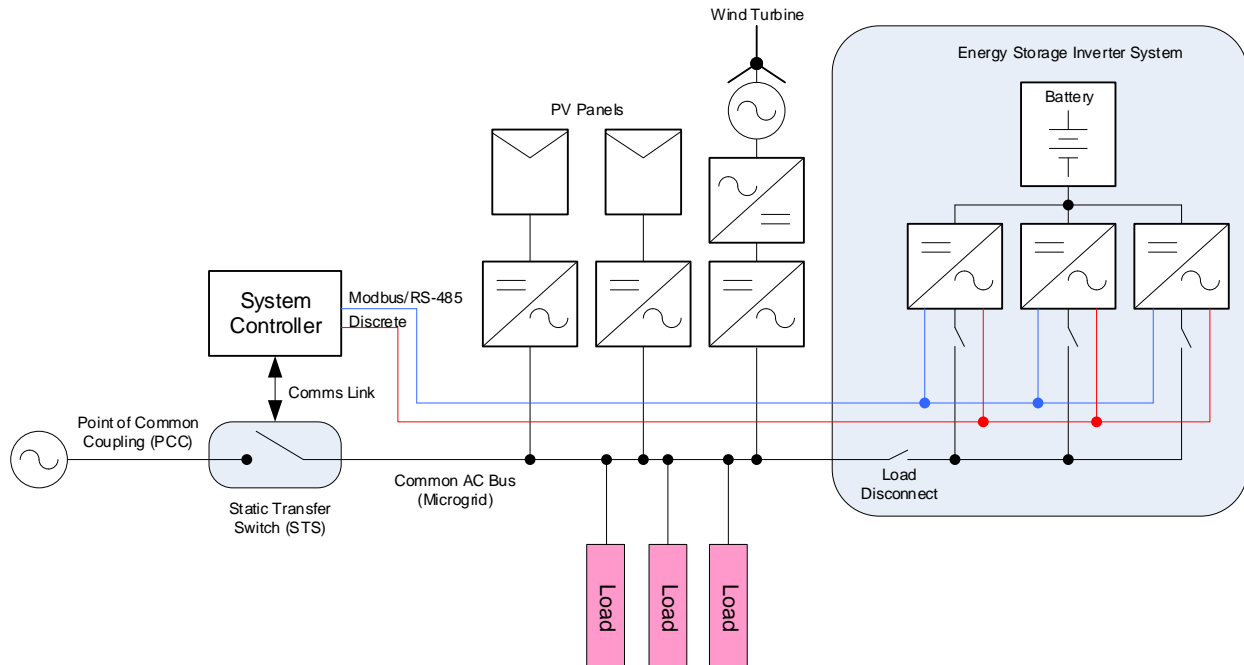 Wind Turbine
Energy Storage Inverter System
PV Panels
Battery
System
Controller
Modbus/RS-485
Discrete
Comms Link
Point of Common
Coupling (PCC)
Static Transfer
Switch (STS)
Common AC Bus
(Microgrid)
Load
Disconnect
Load
Load
Load